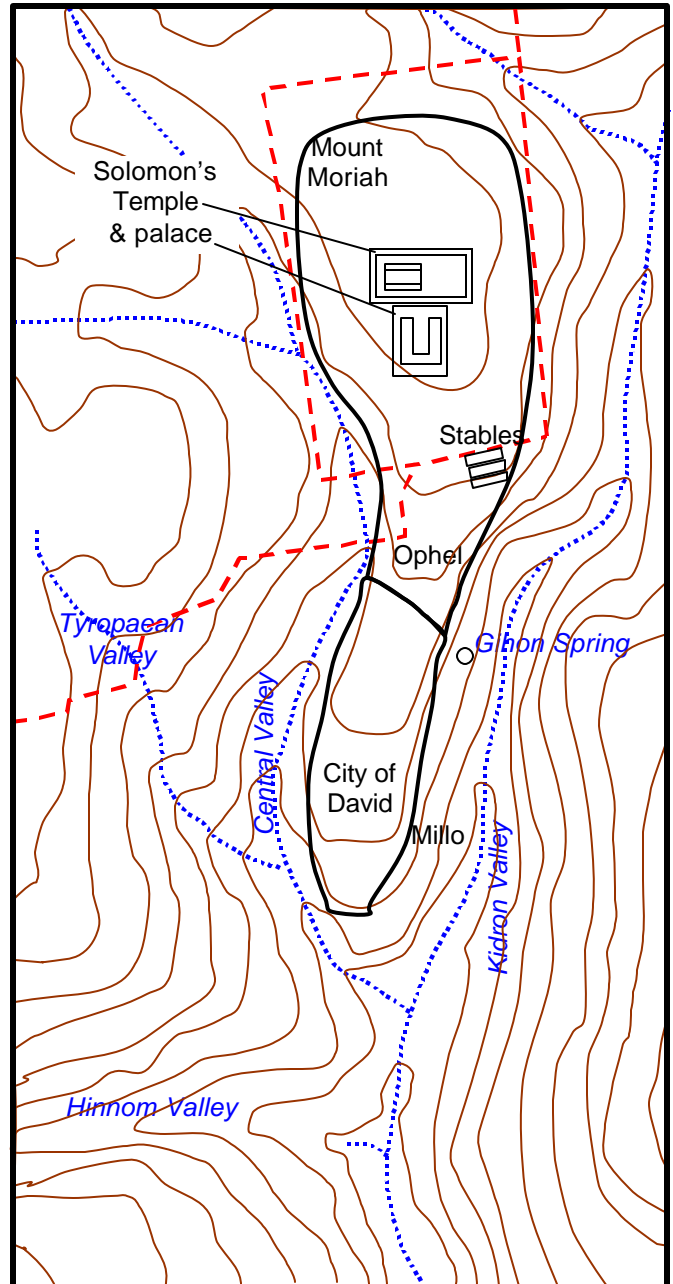 Mount
Moriah
Solomon's
Temple
& palace
Stables
Ophel
Tyropaean
Valley
Gihon Spring
Central Valley
City of
David
Millo
Kidron Valley
Hinnom Valley